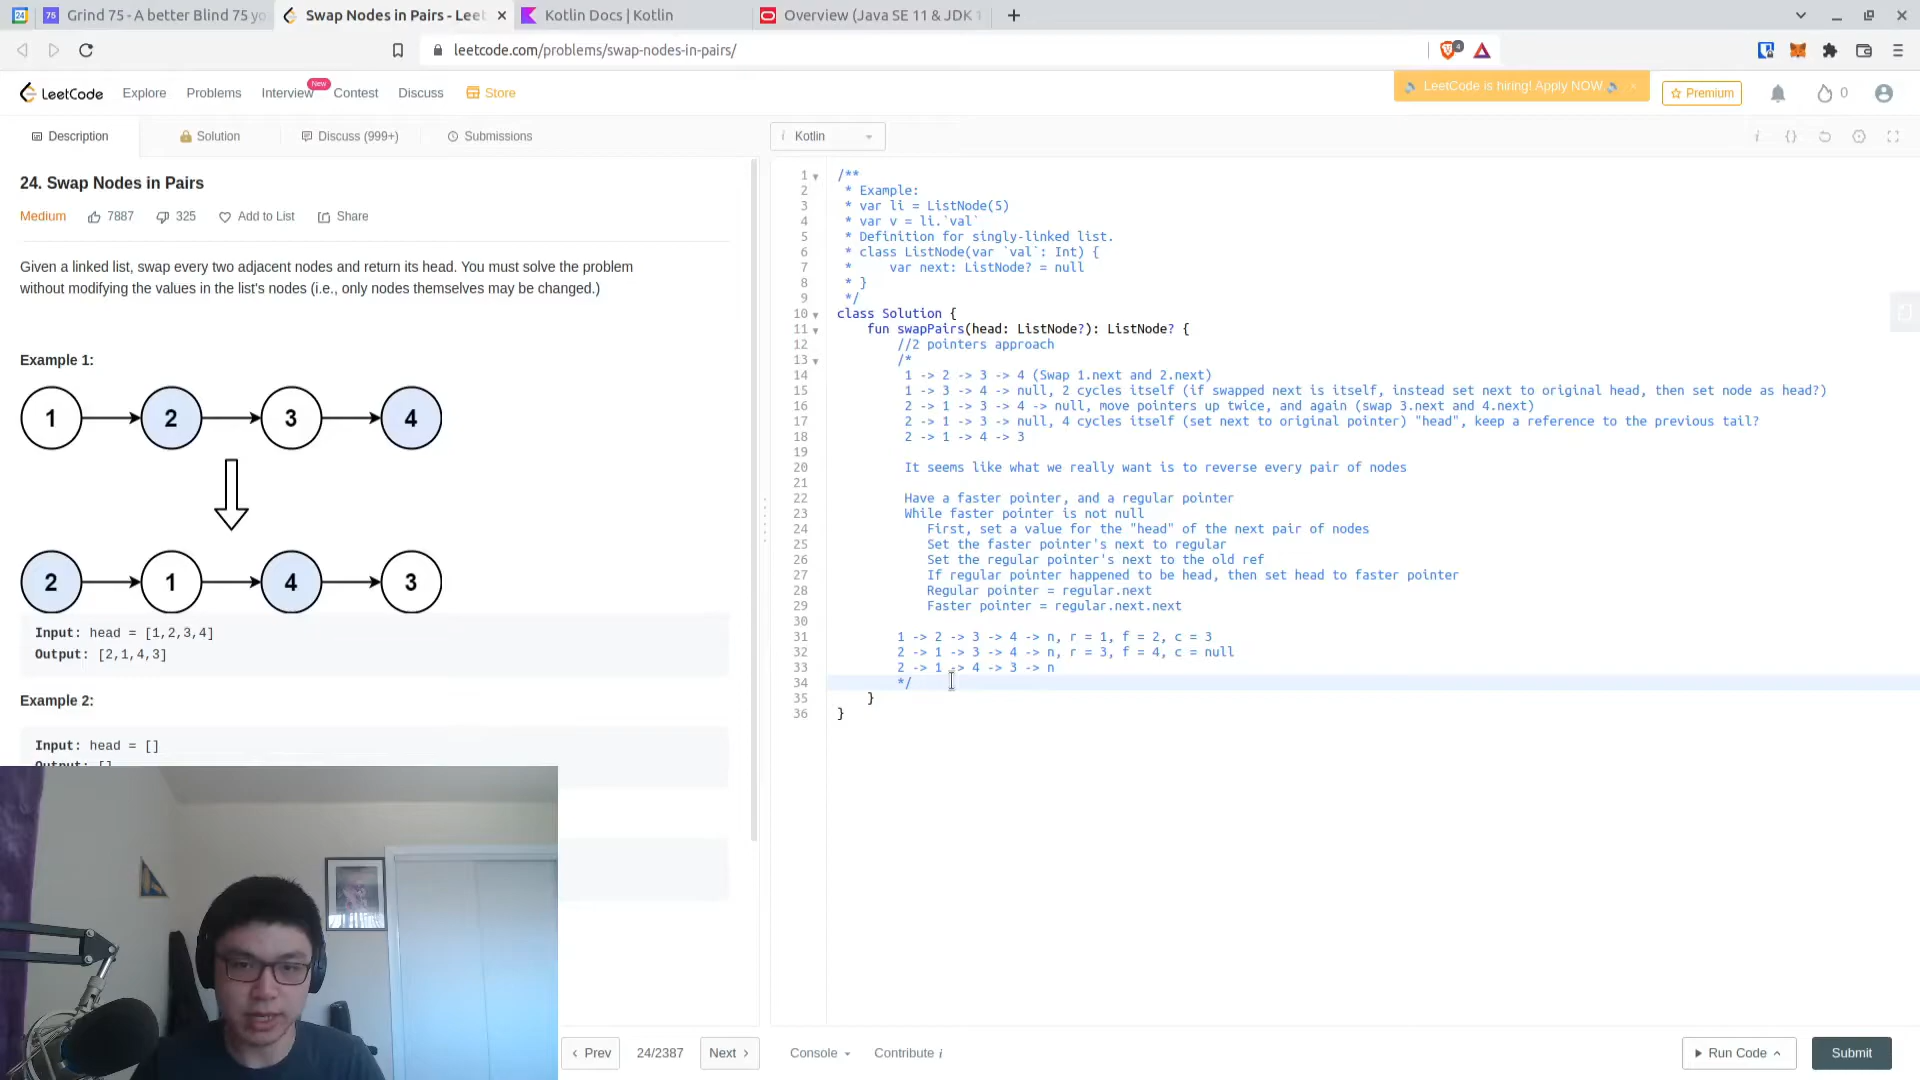 24
75 Grind 75 - A better Blind 75 yo
Swap Nodes in Pairs - Leet
Kotlin Docs | Kotlin
Overview (Java SE 11 & JDK 1
leetcode.com/problems/swap-nodes-in-pairs/
4
LeetCode
Explore
Problems
Interview
New
Contest
Discuss
Store
LeetCode is hiring! Apply NOW.
Premium
0
Description
Solution
Discuss (999+)
Submissions
i Kotlin
i
{}
24. Swap Nodes in Pairs
Medium
7887
325
Add to List
Share
Given a linked list, swap every two adjacent nodes and return its head. You must solve the problem
without modifying the values in the list's nodes (i.e., only nodes themselves may be changed.)
Example 1:
1 2 3 4
2 1 4 3
Input: head = [1,2,3,4]
Output: [2,1,4,3]
Example 2:
Input: head = []
Output: []
1 /**
2 * Example:
3 * var li = ListNode(5)
4 * var v = li.`val`
5 * Definition for singly-linked list.
6 * class ListNode(var `val`: Int) {
7 *     var next: ListNode? = null
8 * }
9 */
10 class Solution {
11 fun swapPairs(head: ListNode?): ListNode? {
12 //2 pointers approach
13 /*
14 1 -> 2 -> 3 -> 4 (Swap 1.next and 2.next)
15 1 -> 3 -> 4 -> null, 2 cycles itself (if swapped next is itself, instead set next to original head, then set node as head?)
16 2 -> 1 -> 3 -> 4 -> null, move pointers up twice, and again (swap 3.next and 4.next)
17 2 -> 1 -> 3 -> null, 4 cycles itself (set next to original pointer) "head", keep a reference to the previous tail?
18 2 -> 1 -> 4 -> 3
19
20 It seems like what we really want is to reverse every pair of nodes
21
22 Have a faster pointer, and a regular pointer
23 While faster pointer is not null
24 First, set a value for the "head" of the next pair of nodes
25 Set the faster pointer's next to regular
26 Set the regular pointer's next to the old ref
27 If regular pointer happened to be head, then set head to faster pointer
28 Regular pointer = regular.next
29 Faster pointer = regular.next.next
30
31 1 -> 2 -> 3 -> 4 -> n, r = 1, f = 2, c = 3
32 2 -> 1 -> 3 -> 4 -> n, r = 3, f = 4, c = null
33 2 -> 1 -> 4 -> 3 -> n
34 */
35 }
36 }
Prev
24/2387
Next
Console
Contribute i
Run Code
Submit